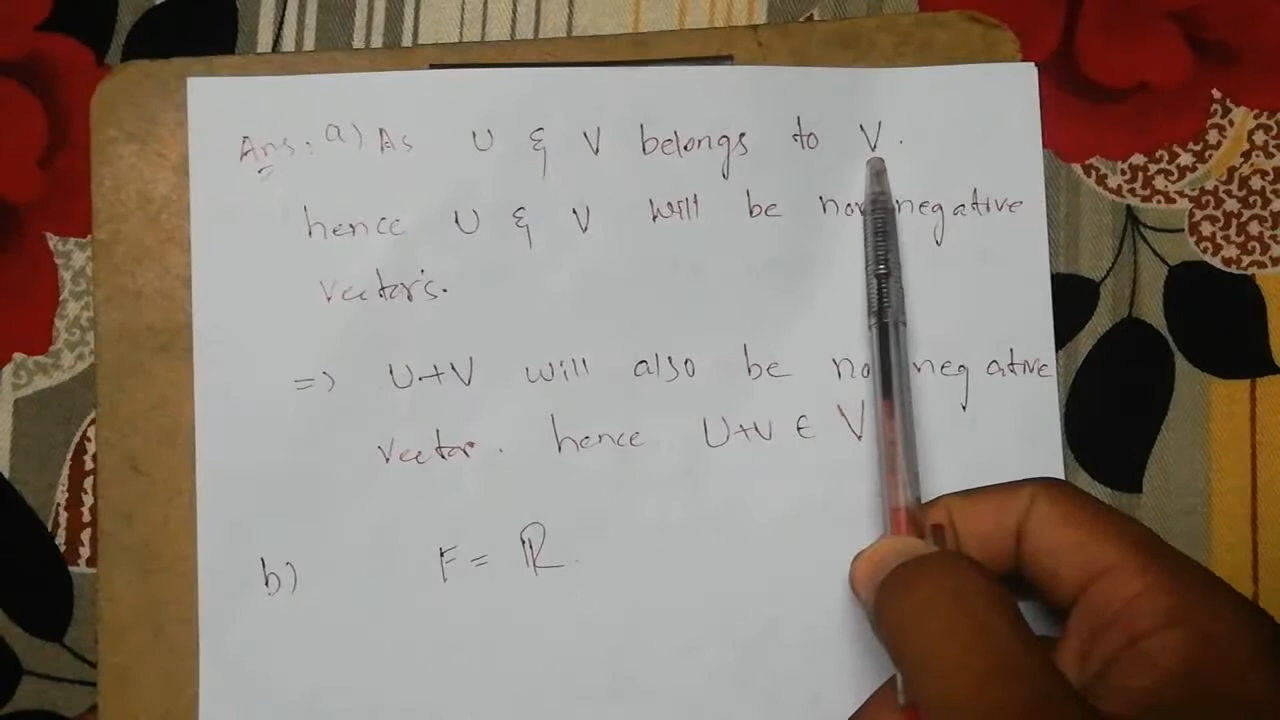 Ans: a) As U & V belongs to V.
hence U & V will be non negative
vector's.
=> U+V will also be non negative
vector. hence U+V ∈ V
b) F = ℝ.